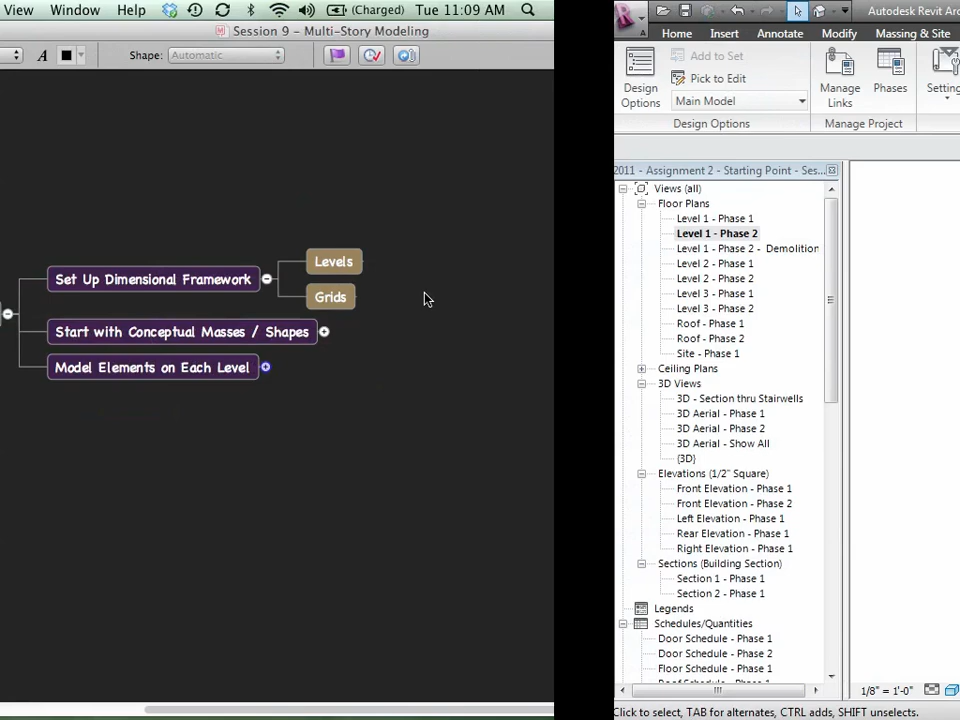 View Window Help (Charged) Tue 11:09 AM
Session 9 - Multi-Story Modeling
A Shape: Automatic
Set Up Dimensional Framework
Levels
Grids
Start with Conceptual Masses / Shapes
Model Elements on Each Level
Autodesk Revit Arc
Home Insert Annotate Modify Massing & Site
Design Options
Add to Set
Pick to Edit
Main Model
Manage Links
Phases
Setting
Design Options
Manage Project
2011 - Assignment 2 - Starting Point - Ses...
Views (all)
Floor Plans
Level 1 - Phase 1
Level 1 - Phase 2
Level 1 - Phase 2 - Demolition
Level 2 - Phase 1
Level 2 - Phase 2
Level 3 - Phase 1
Level 3 - Phase 2
Roof - Phase 1
Roof - Phase 2
Site - Phase 1
Ceiling Plans
3D Views
3D - Section thru Stairwells
3D Aerial - Phase 1
3D Aerial - Phase 2
3D Aerial - Show All
{3D}
Elevations (1/2" Square)
Front Elevation - Phase 1
Front Elevation - Phase 2
Left Elevation - Phase 1
Rear Elevation - Phase 1
Right Elevation - Phase 1
Sections (Building Section)
Section 1 - Phase 1
Section 2 - Phase 1
Legends
Schedules/Quantities
Door Schedule - Phase 1
Door Schedule - Phase 2
Floor Schedule - Phase 1
Roof Schedule - Phase 1
1/8" = 1'-0"
Click to select, TAB for alternates, CTRL adds, SHIFT unselects.